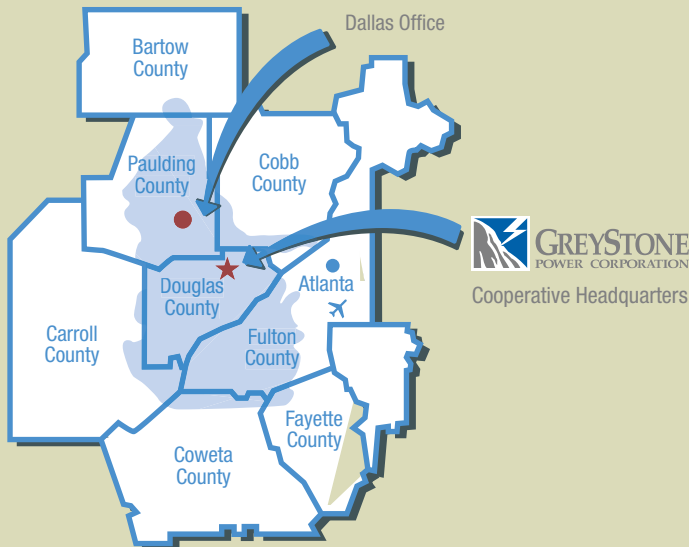 Dallas Office
Bartow
County
Paulding
County
Cobb
County
GREYSTONE
POWER CORPORATION
Cooperative Headquarters
Atlanta
Douglas
County
Carroll
County
Fulton
County
Fayette
County
Coweta
County